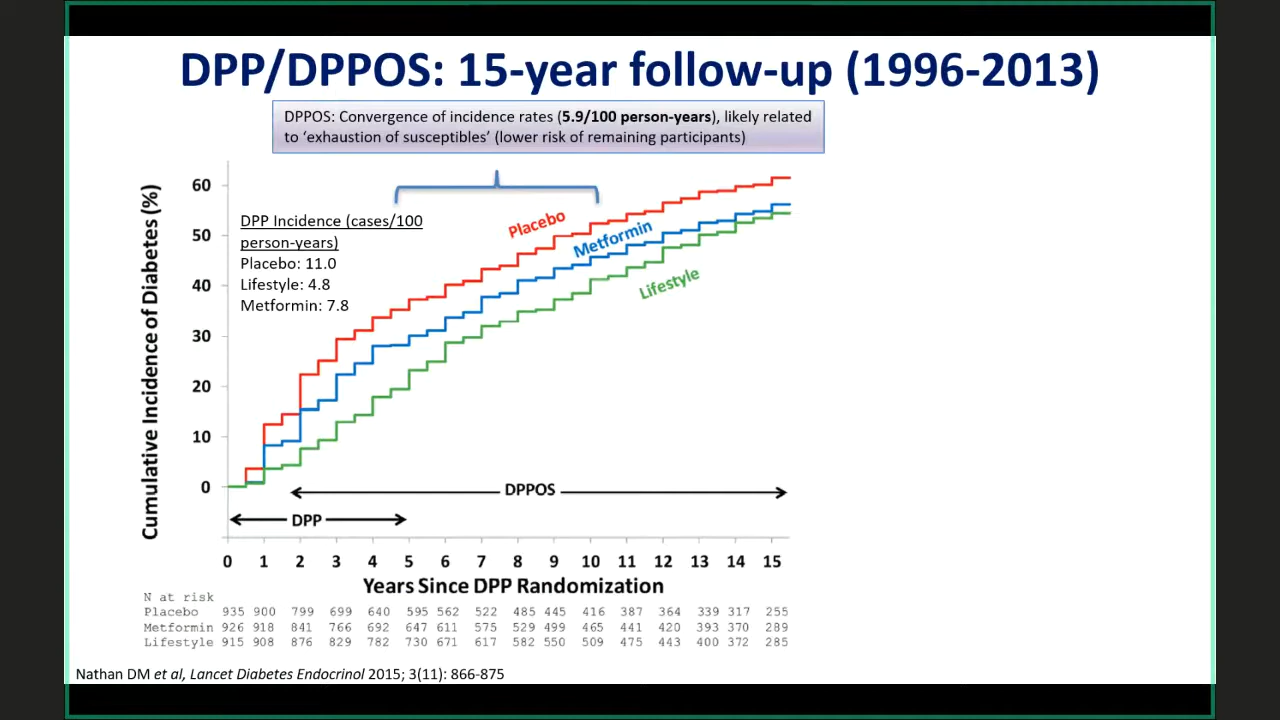 DPP/DPPOS: 15-year follow-up (1996-2013)
DPPOS: Convergence of incidence rates (5.9/100 person-years), likely related
to ‘exhaustion of susceptibles’ (lower risk of remaining participants)
Cumulative Incidence of Diabetes (%)
60
50
40
30
20
10
0
DPP Incidence (cases/100
person-years)
Placebo: 11.0
Lifestyle: 4.8
Metformin: 7.8
Placebo
Metformin
Lifestyle
DPPOS
DPP
0 1 2 3 4 5 6 7 8 9 10 11 12 13 14 15
Years Since DPP Randomization
N at risk
Placebo 935 900 799 699 640 595 562 522 485 445 416 387 364 339 317 255
Metformin 926 918 841 766 692 647 611 575 529 499 465 441 420 393 370 289
Lifestyle 915 908 876 829 782 730 671 617 582 550 509 475 443 400 372 285
Nathan DM et al, Lancet Diabetes Endocrinol 2015; 3(11): 866-875